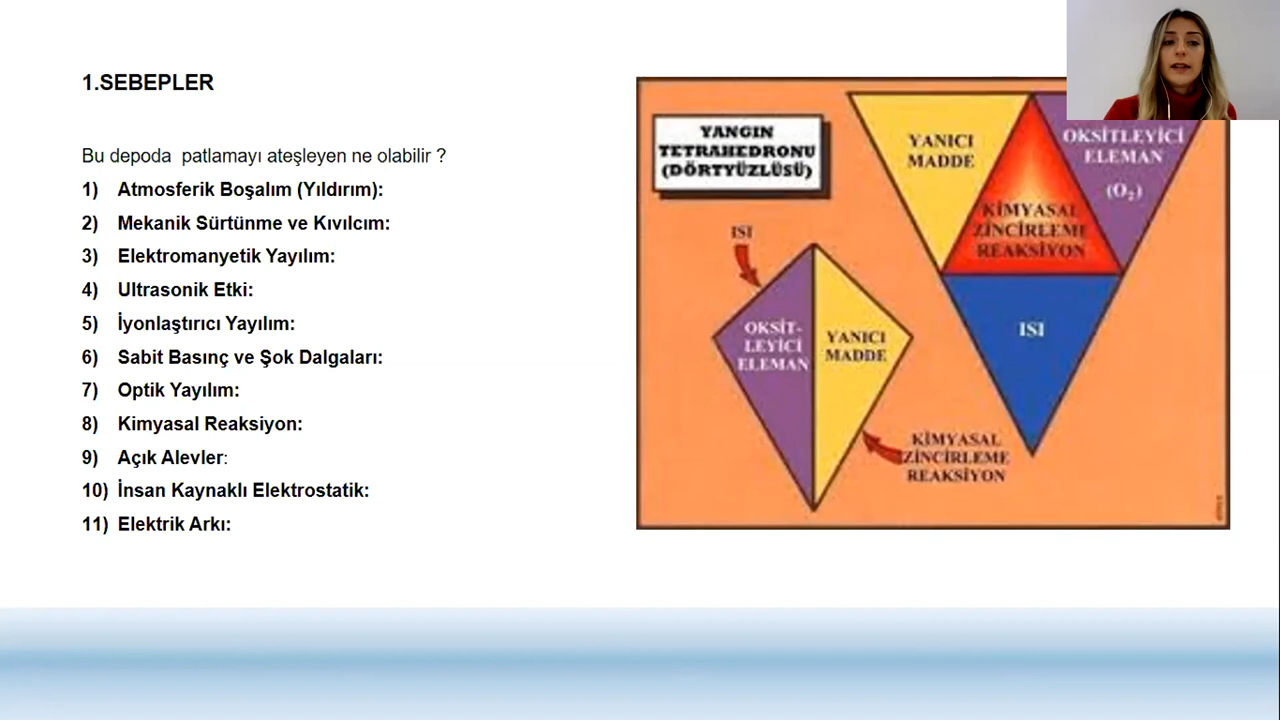 1.SEBEPLER
Bu depoda patlamayı ateşleyen ne olabilir ?
1) Atmosferik Boşalım (Yıldırım):
2) Mekanik Sürtünme ve Kıvılcım:
3) Elektromanyetik Yayılım:
4) Ultrasonik Etki:
5) İyonlaştırıcı Yayılım:
6) Sabit Basınç ve Şok Dalgaları:
7) Optik Yayılım:
8) Kimyasal Reaksiyon:
9) Açık Alevler:
10) İnsan Kaynaklı Elektrostatik:
11) Elektrik Arkı:
YANGIN
TETRAHEDRONU
(DÖRTYÜZLÜSÜ)
YANICI
MADDE
OKSİTLEYİCİ
ELEMAN
(O₂)
KİMYASAL
ZİNCİRLEME
REAKSİYON
ISI
ISI
OKSİT-
LEYİCİ
ELEMAN
YANICI
MADDE
KİMYASAL
ZİNCİRLEME
REAKSİYON